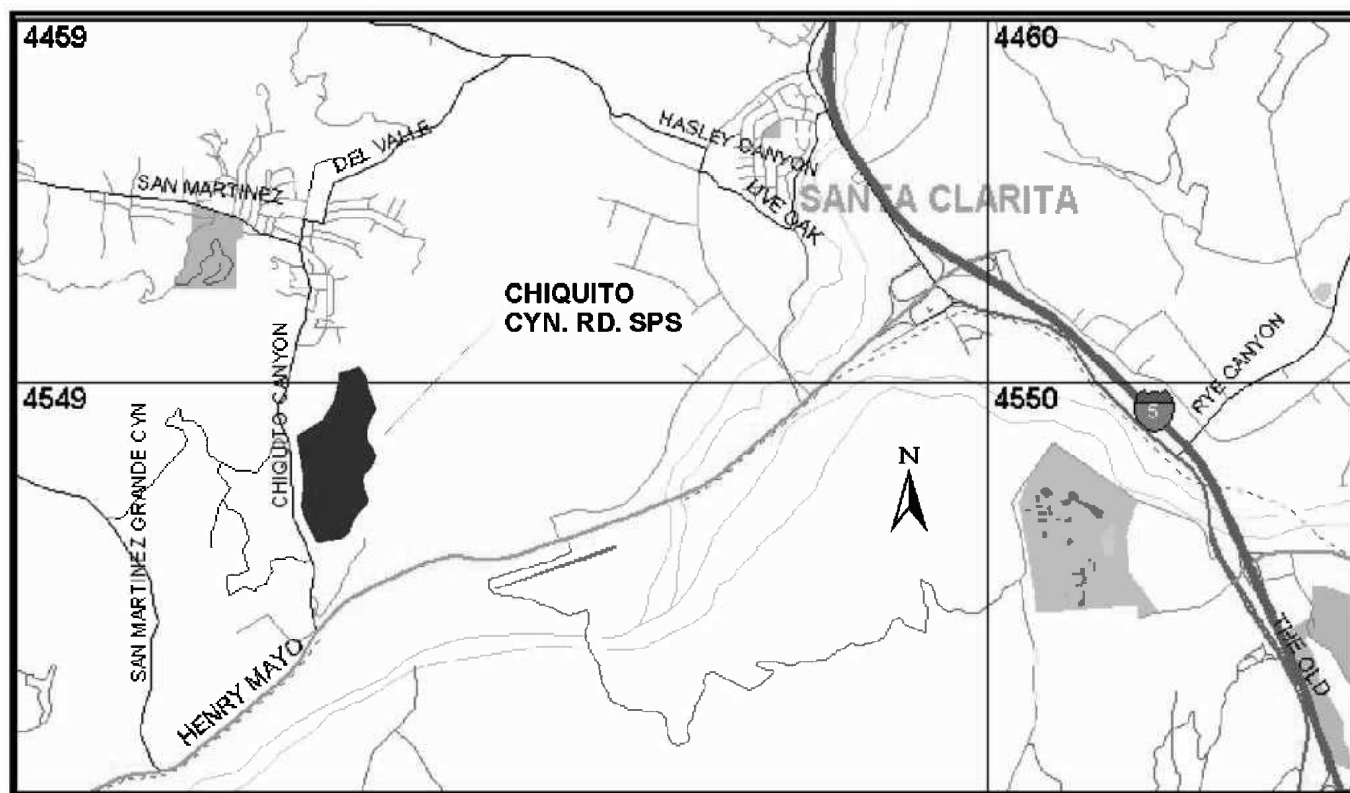 4459
4460
HASLEY CANYON
DEL VALLE
SAN MARTINEZ
LIVE OAK
SANTA CLARITA
CHIQUITO
CYN. RD. SPS
CHIQUITO CANYON
RYE CANYON
4549
4550
5
SAN MARTINEZ GRANDE CYN
N
HENRY MAYO
THE OLD